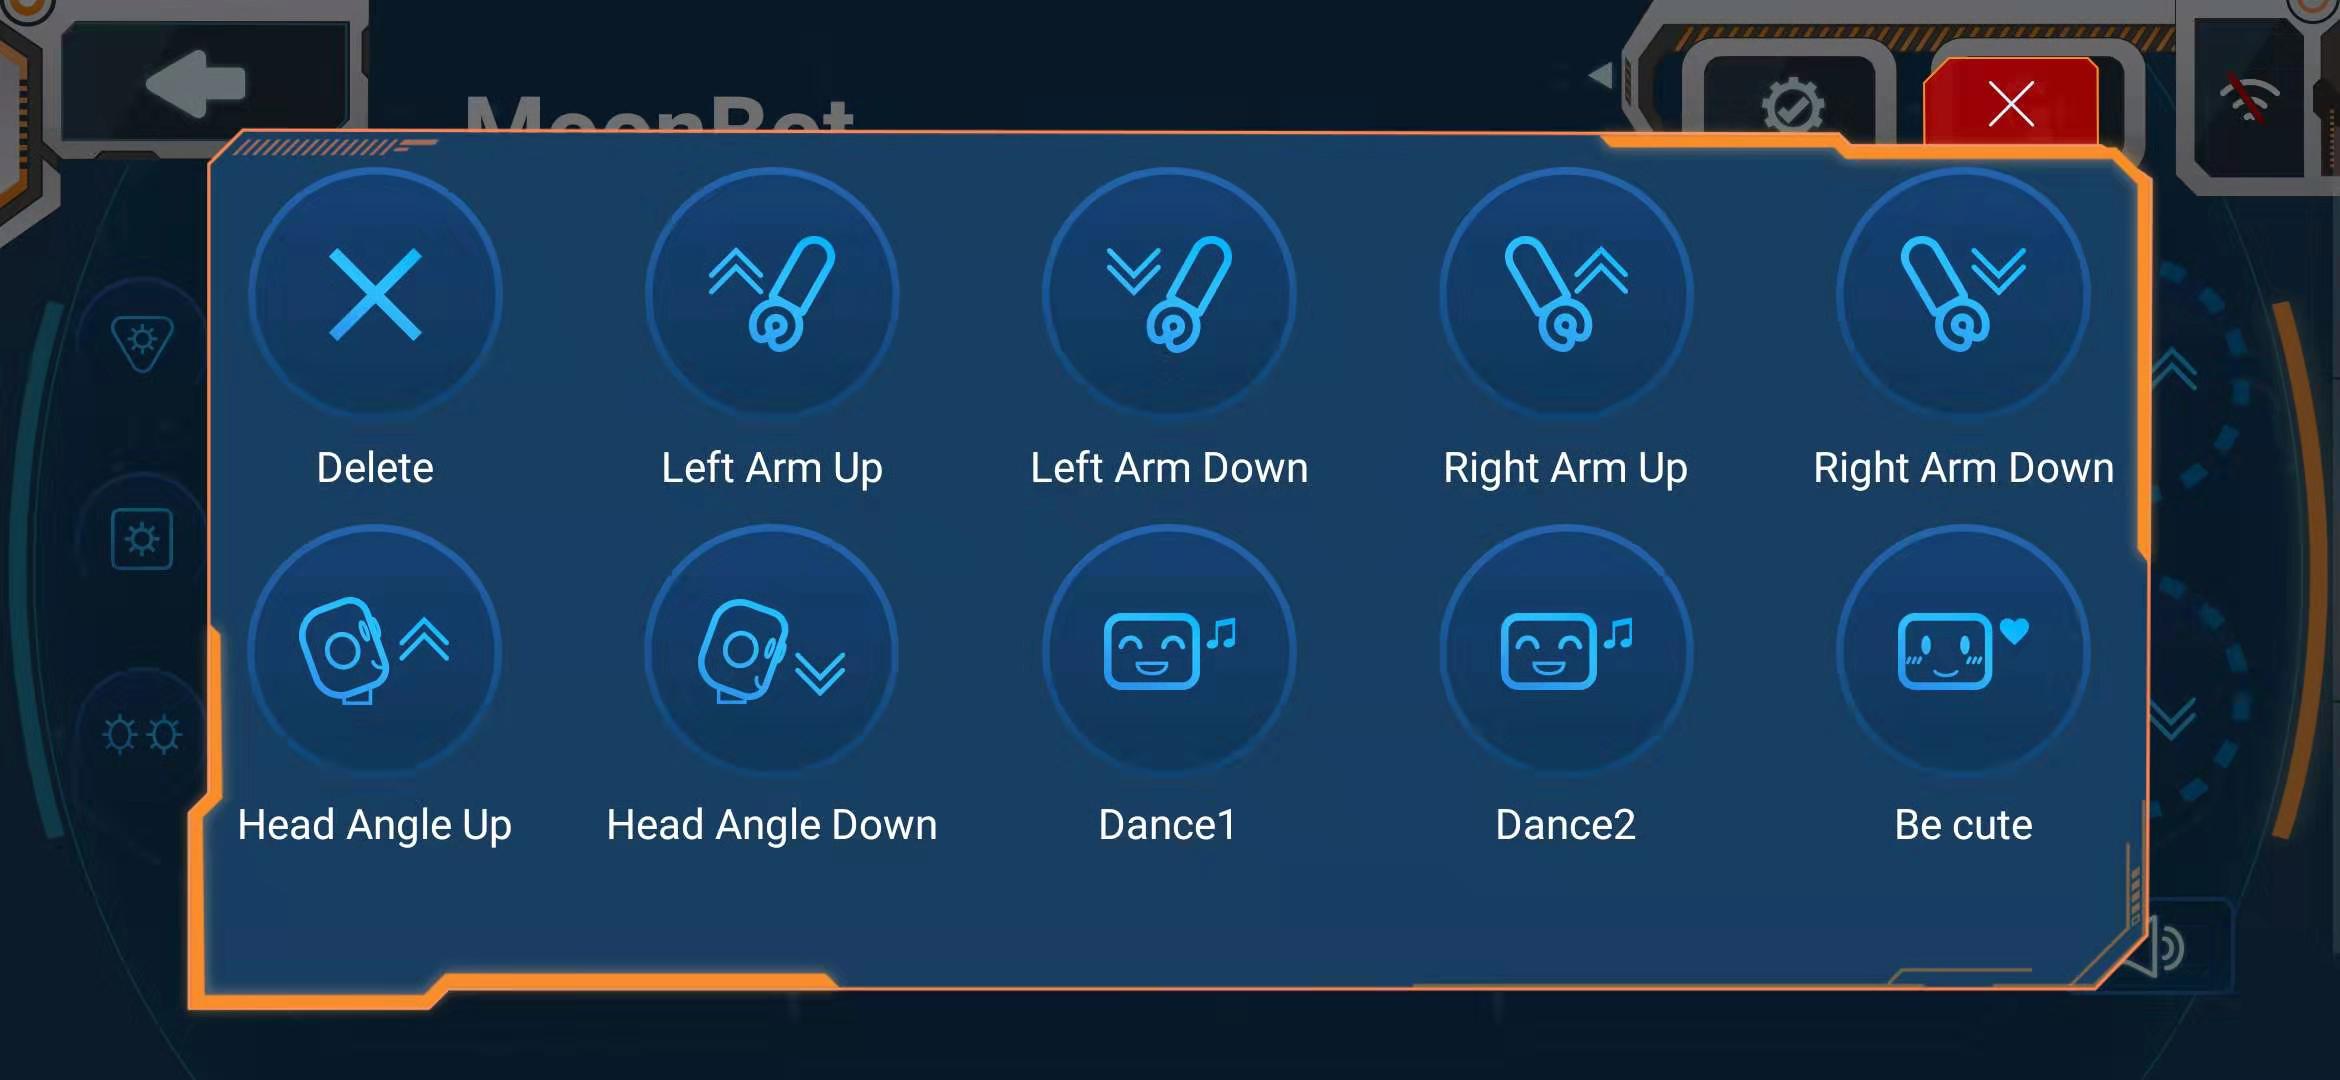 MoonBot
Delete
Left Arm Up
Left Arm Down
Right Arm Up
Right Arm Down
Head Angle Up
Head Angle Down
Dance1
Dance2
Be cute